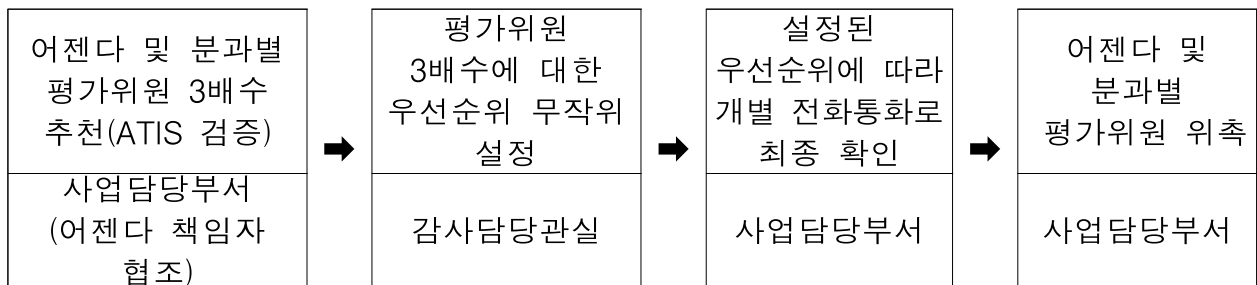 어젠다 및 분과별
평가위원 3배수
추천(ATIS 검증)
사업담당부서
(어젠다 책임자
협조)
평가위원
3배수에 대한
우선순위 무작위
설정
감사담당관실
설정된
우선순위에 따라
개별 전화통화로
최종 확인
사업담당부서
어젠다 및
분과별
평가위원 위촉
사업담당부서